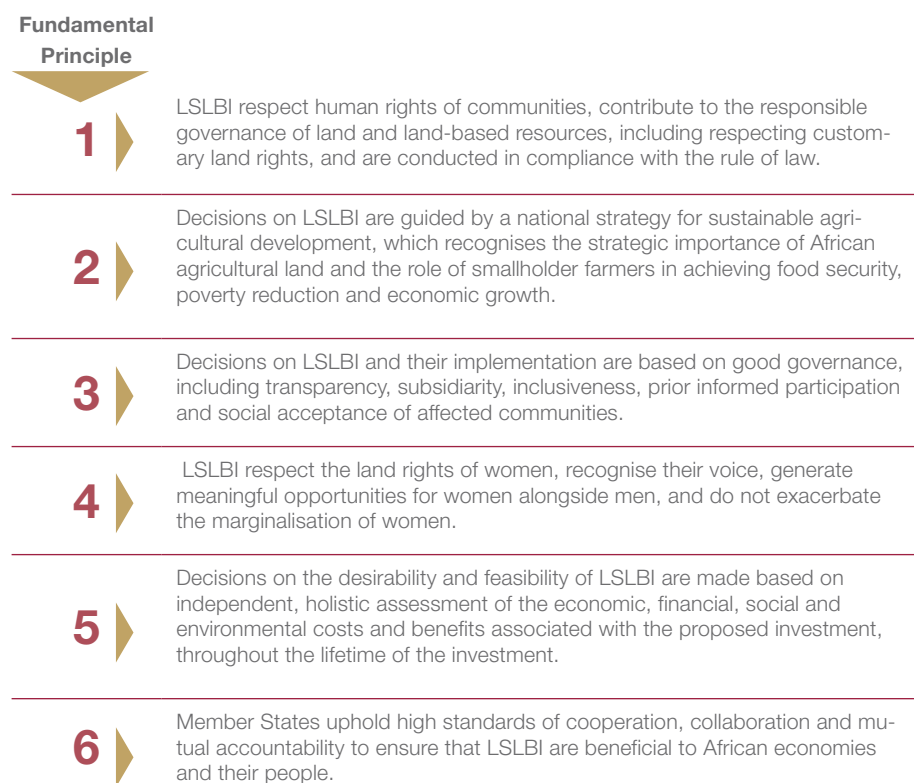 Fundamental
Principle
1
LSLBI respect human rights of communities, contribute to the responsible
governance of land and land-based resources, including respecting custom-
ary land rights, and are conducted in compliance with the rule of law.
2
Decisions on LSLBI are guided by a national strategy for sustainable agri-
cultural development, which recognises the strategic importance of African
agricultural land and the role of smallholder farmers in achieving food security,
poverty reduction and economic growth.
3
Decisions on LSLBI and their implementation are based on good governance,
including transparency, subsidiarity, inclusiveness, prior informed participation
and social acceptance of affected communities.
4
LSLBI respect the land rights of women, recognise their voice, generate
meaningful opportunities for women alongside men, and do not exacerbate
the marginalisation of women.
5
Decisions on the desirability and feasibility of LSLBI are made based on
independent, holistic assessment of the economic, financial, social and
environmental costs and benefits associated with the proposed investment,
throughout the lifetime of the investment.
6
Member States uphold high standards of cooperation, collaboration and mu-
tual accountability to ensure that LSLBI are beneficial to African economies
and their people.